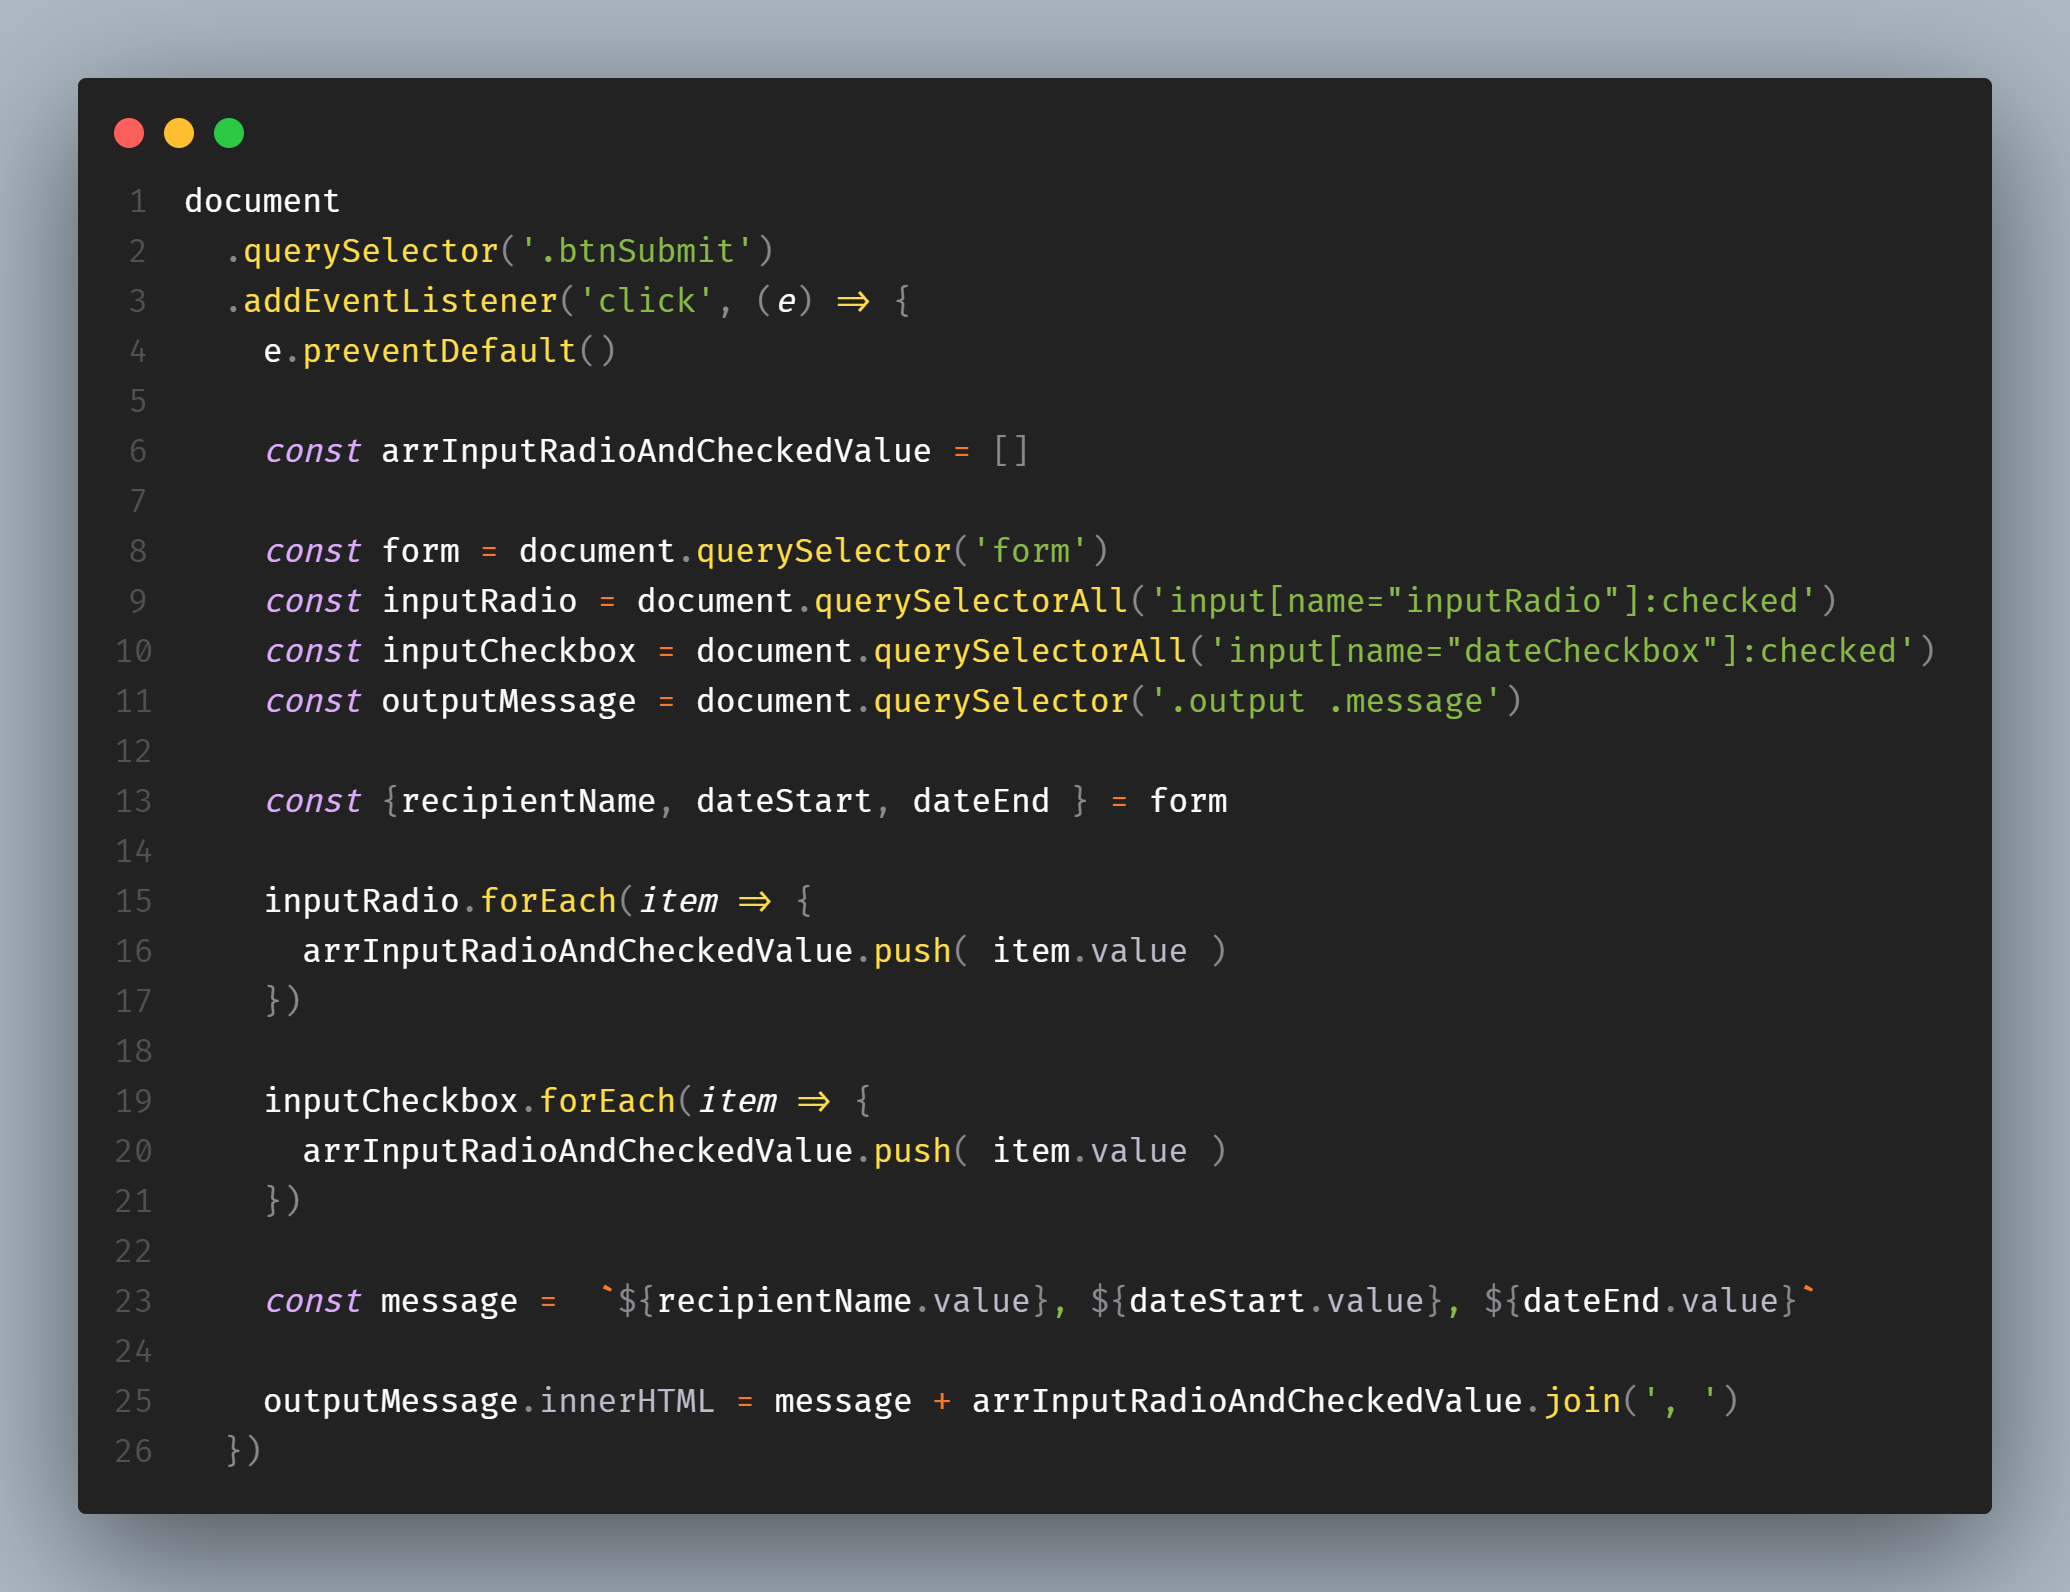 1 document
2   .querySelector('.btnSubmit')
3   .addEventListener('click', (e) => {
4     e.preventDefault()
5
6     const arrInputRadioAndCheckedValue = []
7
8     const form = document.querySelector('form')
9     const inputRadio = document.querySelectorAll('input[name="inputRadio"]:checked')
10     const inputCheckbox = document.querySelectorAll('input[name="dateCheckbox"]:checked')
11     const outputMessage = document.querySelector('.output .message')
12
13     const {recipientName, dateStart, dateEnd } = form
14
15     inputRadio.forEach(item => {
16       arrInputRadioAndCheckedValue.push( item.value )
17     })
18
19     inputCheckbox.forEach(item => {
20       arrInputRadioAndCheckedValue.push( item.value )
21     })
22
23     const message =  `${recipientName.value}, ${dateStart.value}, ${dateEnd.value}`
24
25     outputMessage.innerHTML = message + arrInputRadioAndCheckedValue.join(', ')
26   })